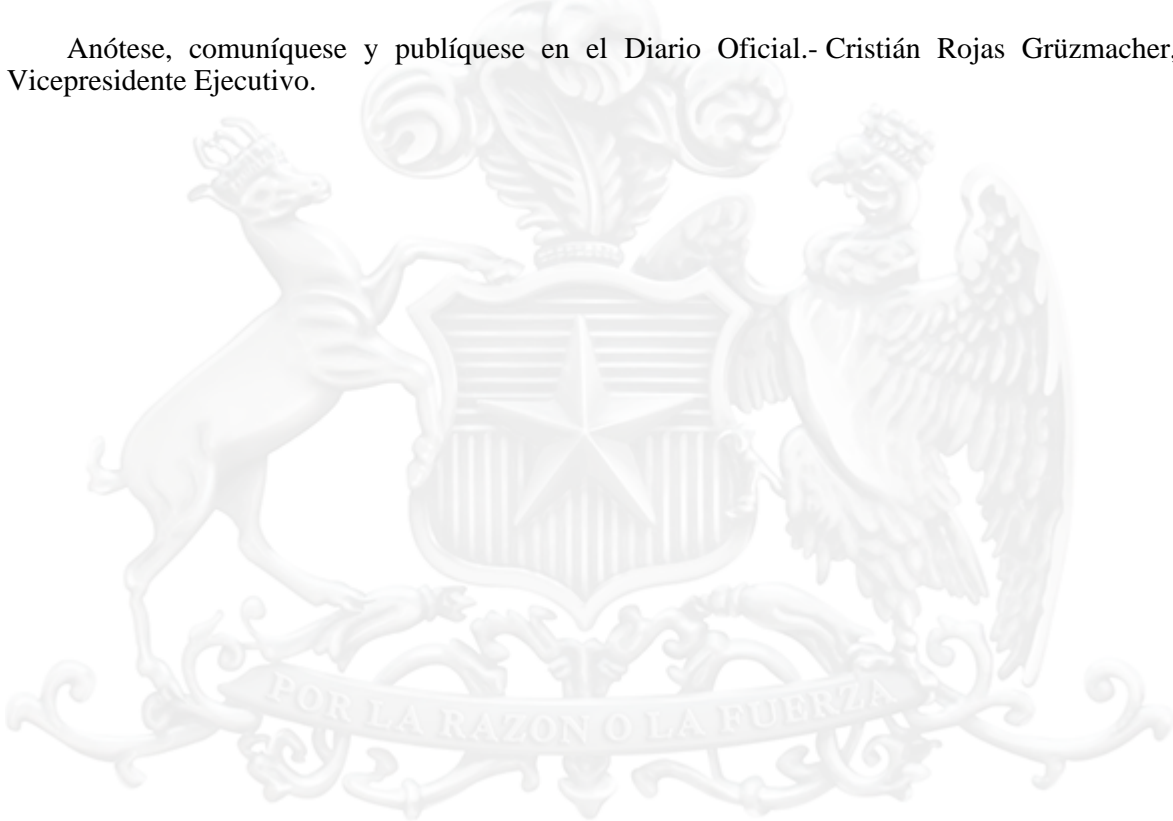 Anótese, comuníquese y publíquese en el Diario Oficial.- Cristián Rojas Grüzmacher,
Vicepresidente Ejecutivo.
POR LA RAZON O LA FUERZA